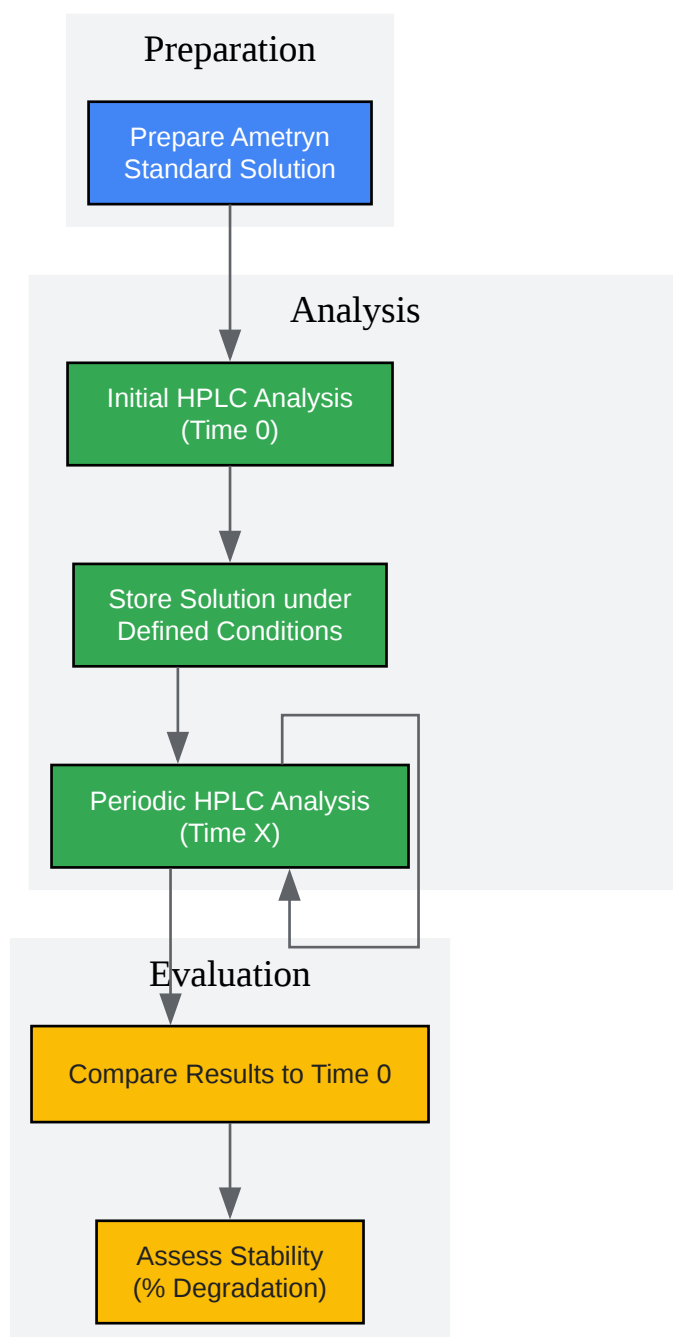 Preparation
Prepare Ametryn
Standard Solution
Analysis
Initial HPLC Analysis
(Time 0)
Store Solution under
Defined Conditions
Periodic HPLC Analysis
(Time X)
Evaluation
Compare Results to Time 0
Assess Stability
(% Degradation)